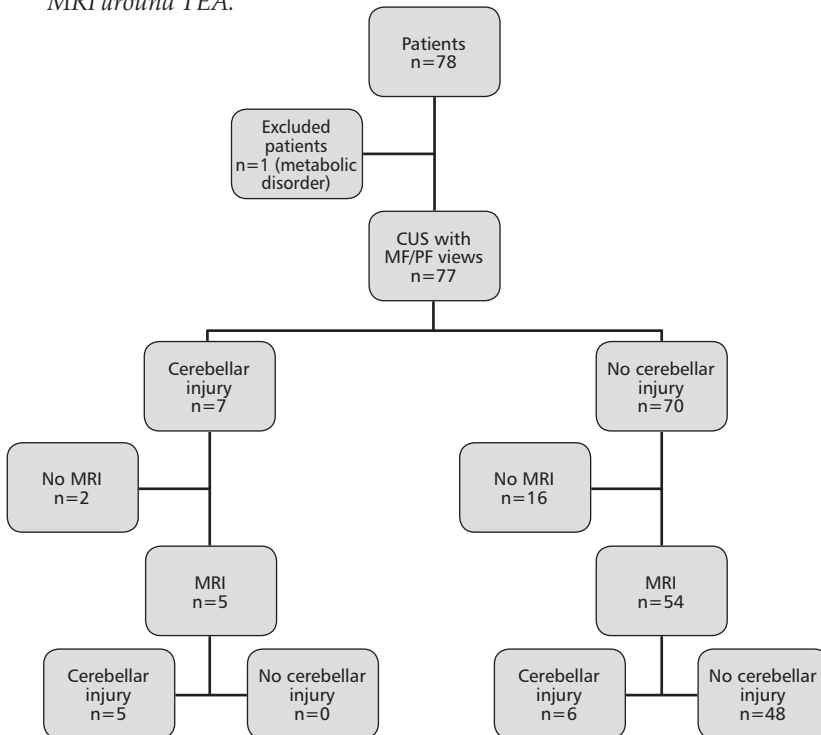 MRI around TEA.
Patients
n=78
Excluded
patients
n=1 (metabolic
disorder)
CUS with
MF/PF views
n=77
Cerebellar
injury
n=7
No cerebellar
injury
n=70
No MRI
n=2
No MRI
n=16
MRI
n=5
MRI
n=54
Cerebellar
injury
n=5
No cerebellar
injury
n=0
Cerebellar
injury
n=6
No cerebellar
injury
n=48